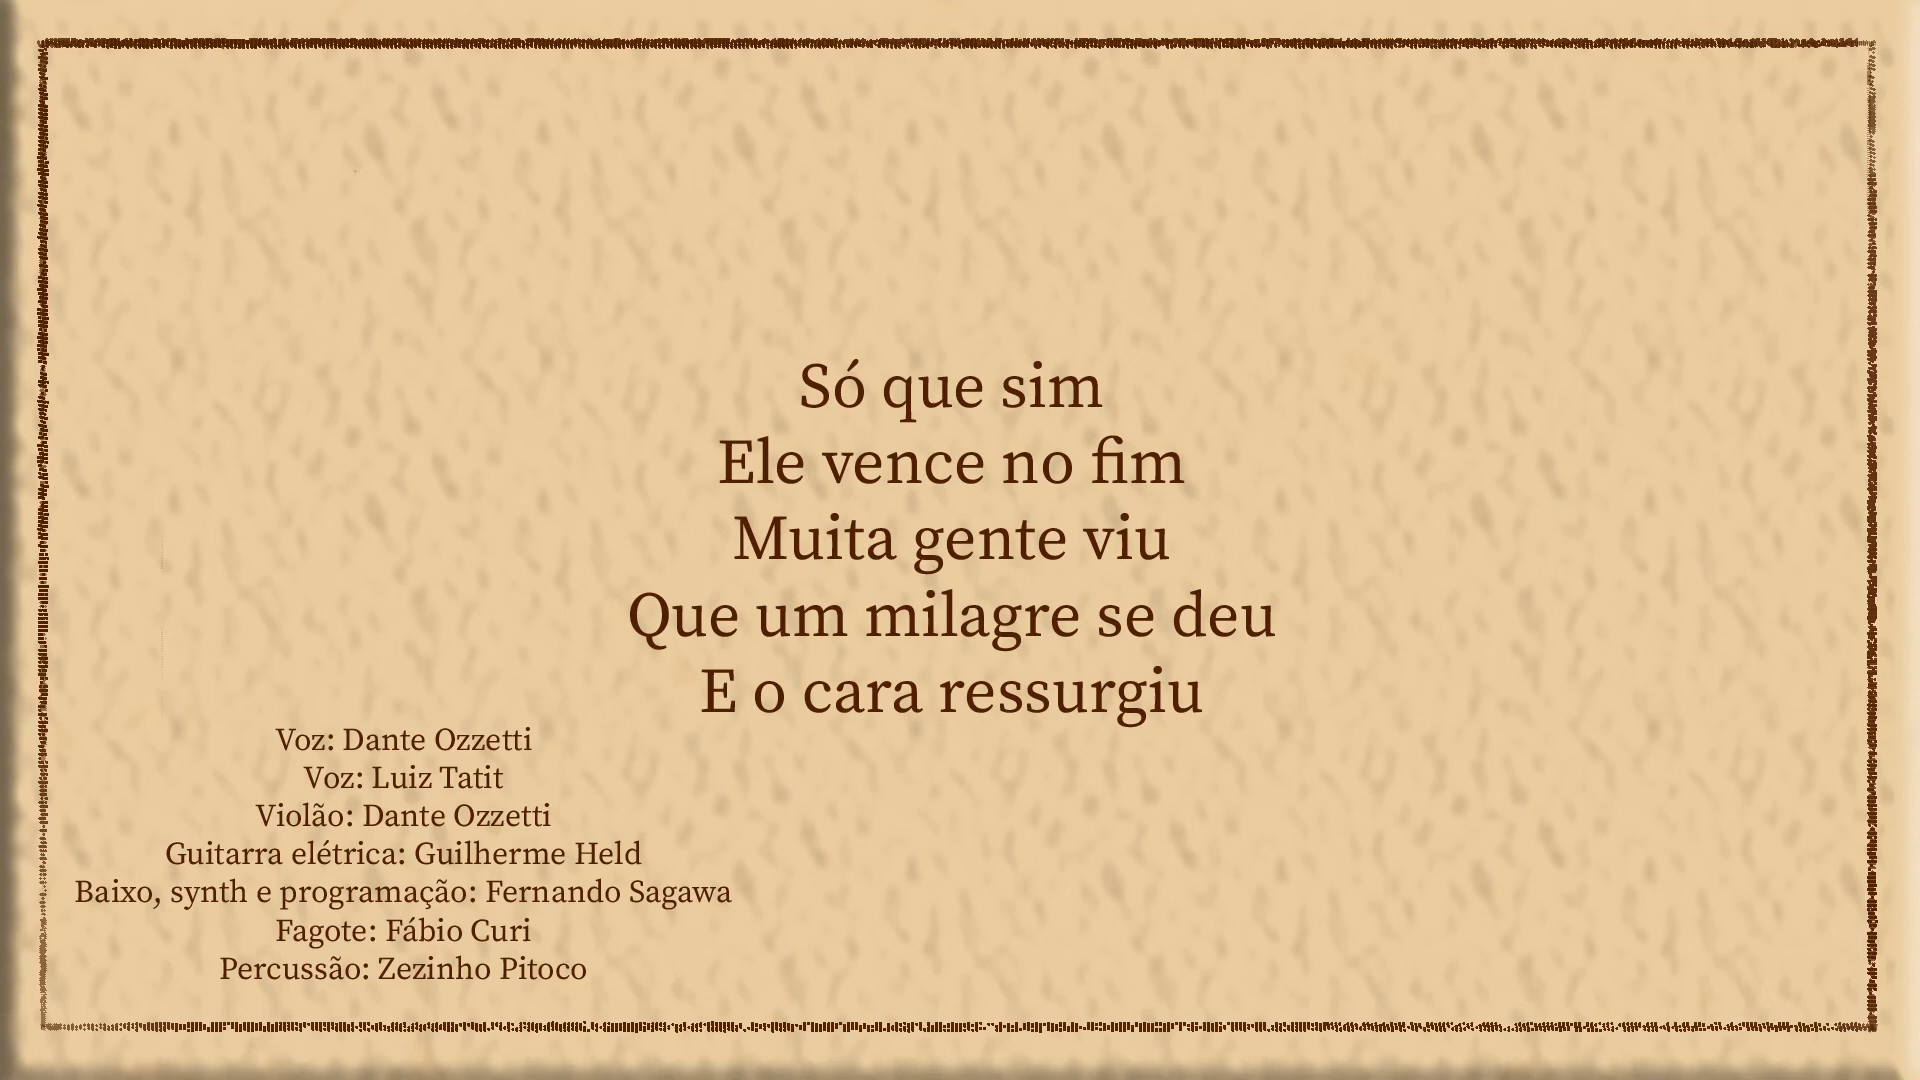 Só que sim
Ele vence no fim
Muita gente viu
Que um milagre se deu
E o cara ressurgiu
Voz: Dante Ozzetti
Voz: Luiz Tatit
Violão: Dante Ozzetti
Guitarra elétrica: Guilherme Held
Baixo, synth e programação: Fernando Sagawa
Fagote: Fábio Curi
Percussão: Zezinho Pitoco